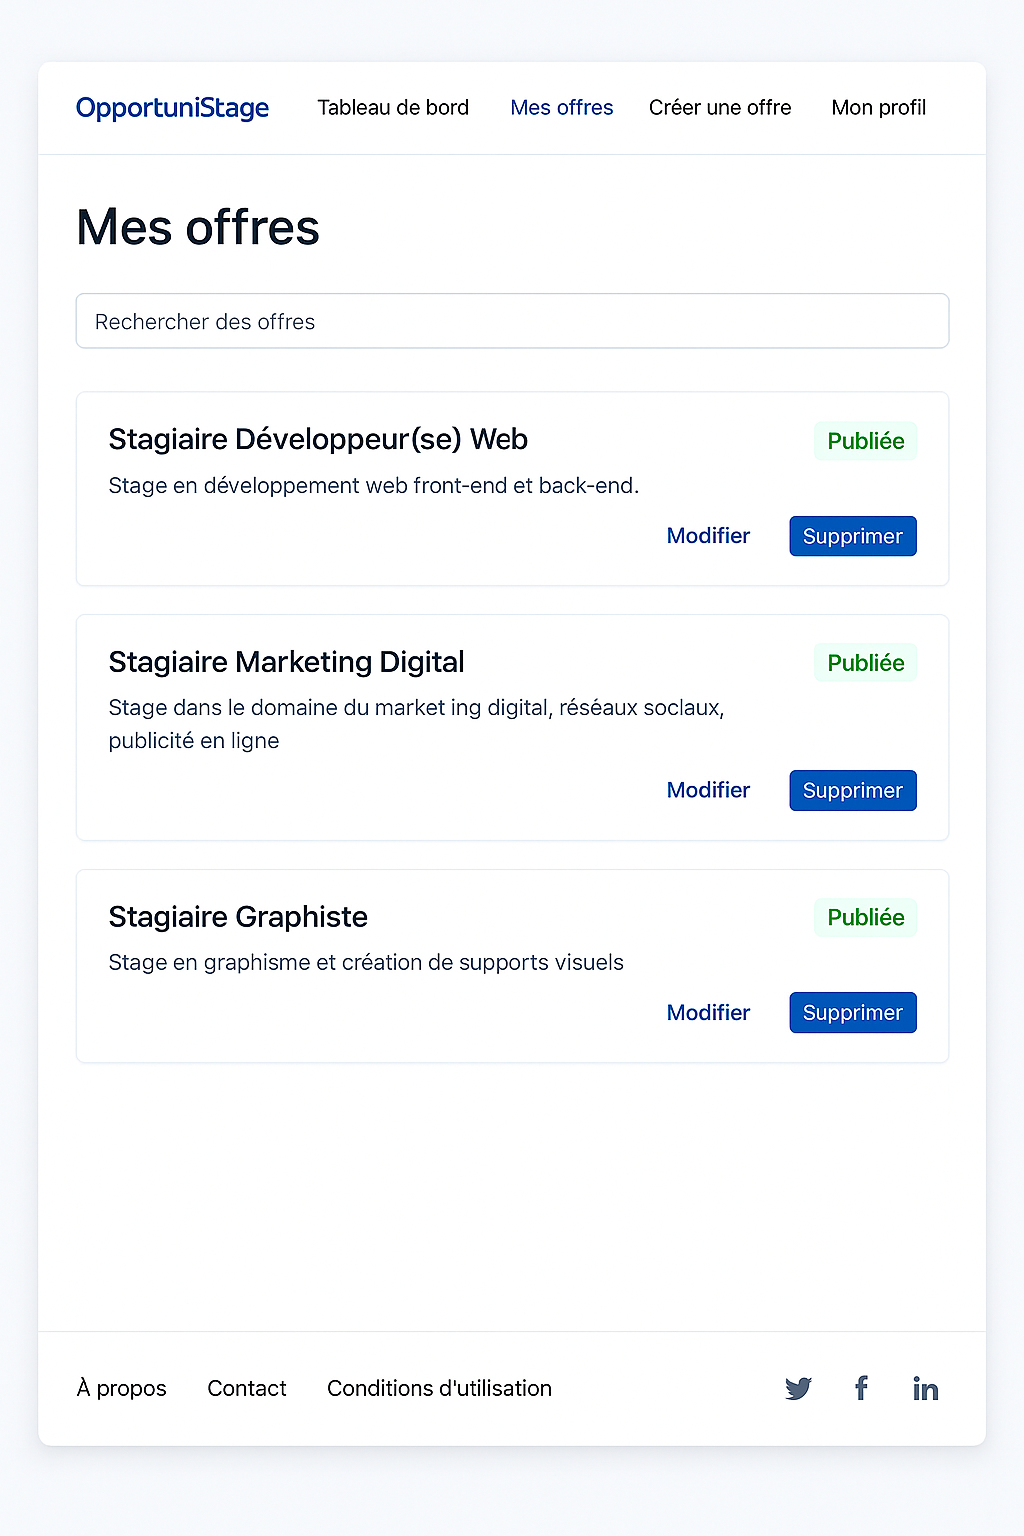 OpportuniStage Tableau de bord Mes offres Créer une offre Mon profil
Mes offres
Rechercher des offres
Stagiaire Développeur(se) Web Publiée
Stage en développement web front-end et back-end.
Modifier Supprimer
Stagiaire Marketing Digital Publiée
Stage dans le domaine du market ing digital, réséaux soclaux,
publicité en ligne
Modifier Supprimer
Stagiaire Graphiste Publiée
Stage en graphisme et création de supports visuels
Modifier Supprimer
À propos Contact Conditions d'utilisation